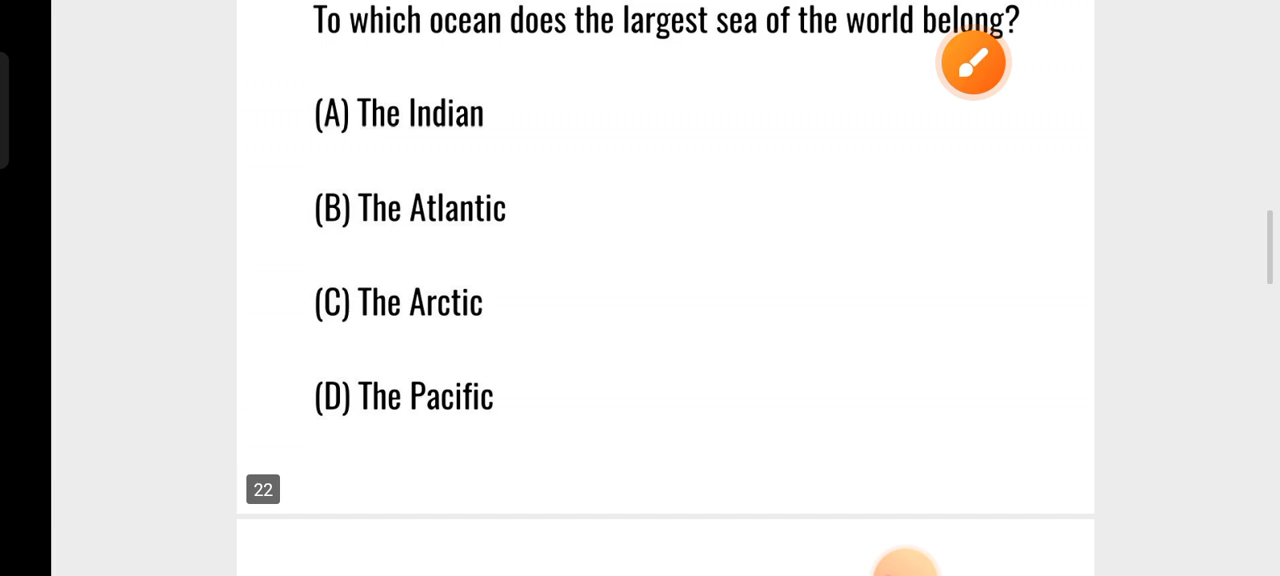 To which ocean does the largest sea of the world belong?
(A) The Indian
(B) The Atlantic
(C) The Arctic
(D) The Pacific
22